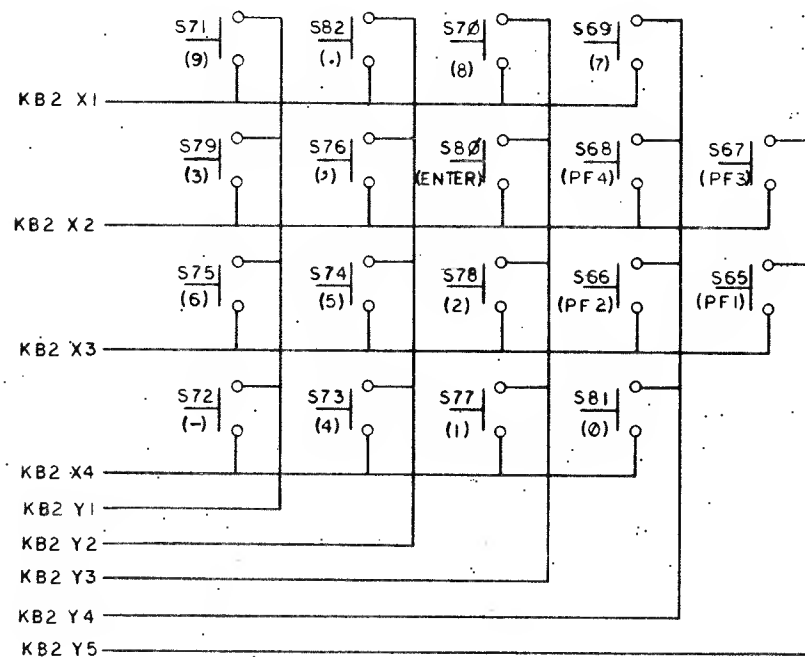 S71 S82 S7Ø S69
(9) (.) (8) (7)
KB2 X1
S79 S76 S8Ø S68 S67
(3) (,) (ENTER) (PF4) (PF3)
KB2 X2
S75 S74 S78 S66 S65
(6) (5) (2) (PF2) (PF1)
KB2 X3
S72 S73 S77 S81
(-) (4) (1) (0)
KB2 X4
KB2 Y1
KB2 Y2
KB2 Y3
KB2 Y4
KB2 Y5